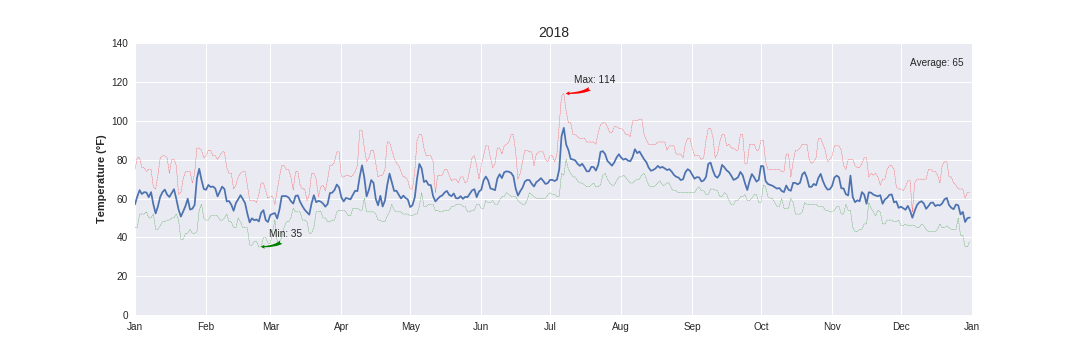 2018
140
Average: 65
120
Max: 114
100
80
60
40
20
0
Temperature (°F)
Min: 35
Jan Feb Mar Apr May Jun Jul Aug Sep Oct Nov Dec Jan